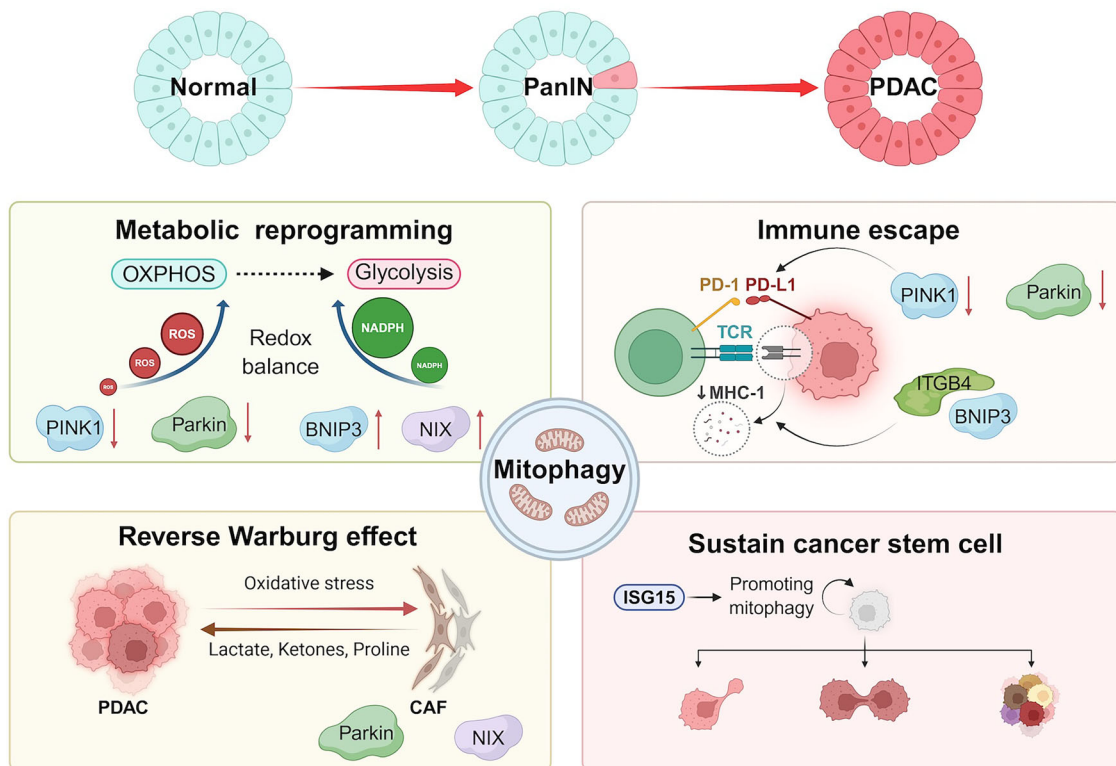 Normal
PanIN
PDAC
Metabolic reprogramming
OXPHOS
Glycolysis
ROS
ROS
ROS
Redox
balance
NADPH
NADPH
PINK1
Parkin
BNIP3
NIX
Immune escape
PD-1 PD-L1
TCR
↓MHC-1
PINK1
Parkin
ITGB4
BNIP3
Mitophagy
Reverse Warburg effect
Oxidative stress
Lactate, Ketones, Proline
PDAC
CAF
Parkin
NIX
Sustain cancer stem cell
ISG15
Promoting
mitophagy